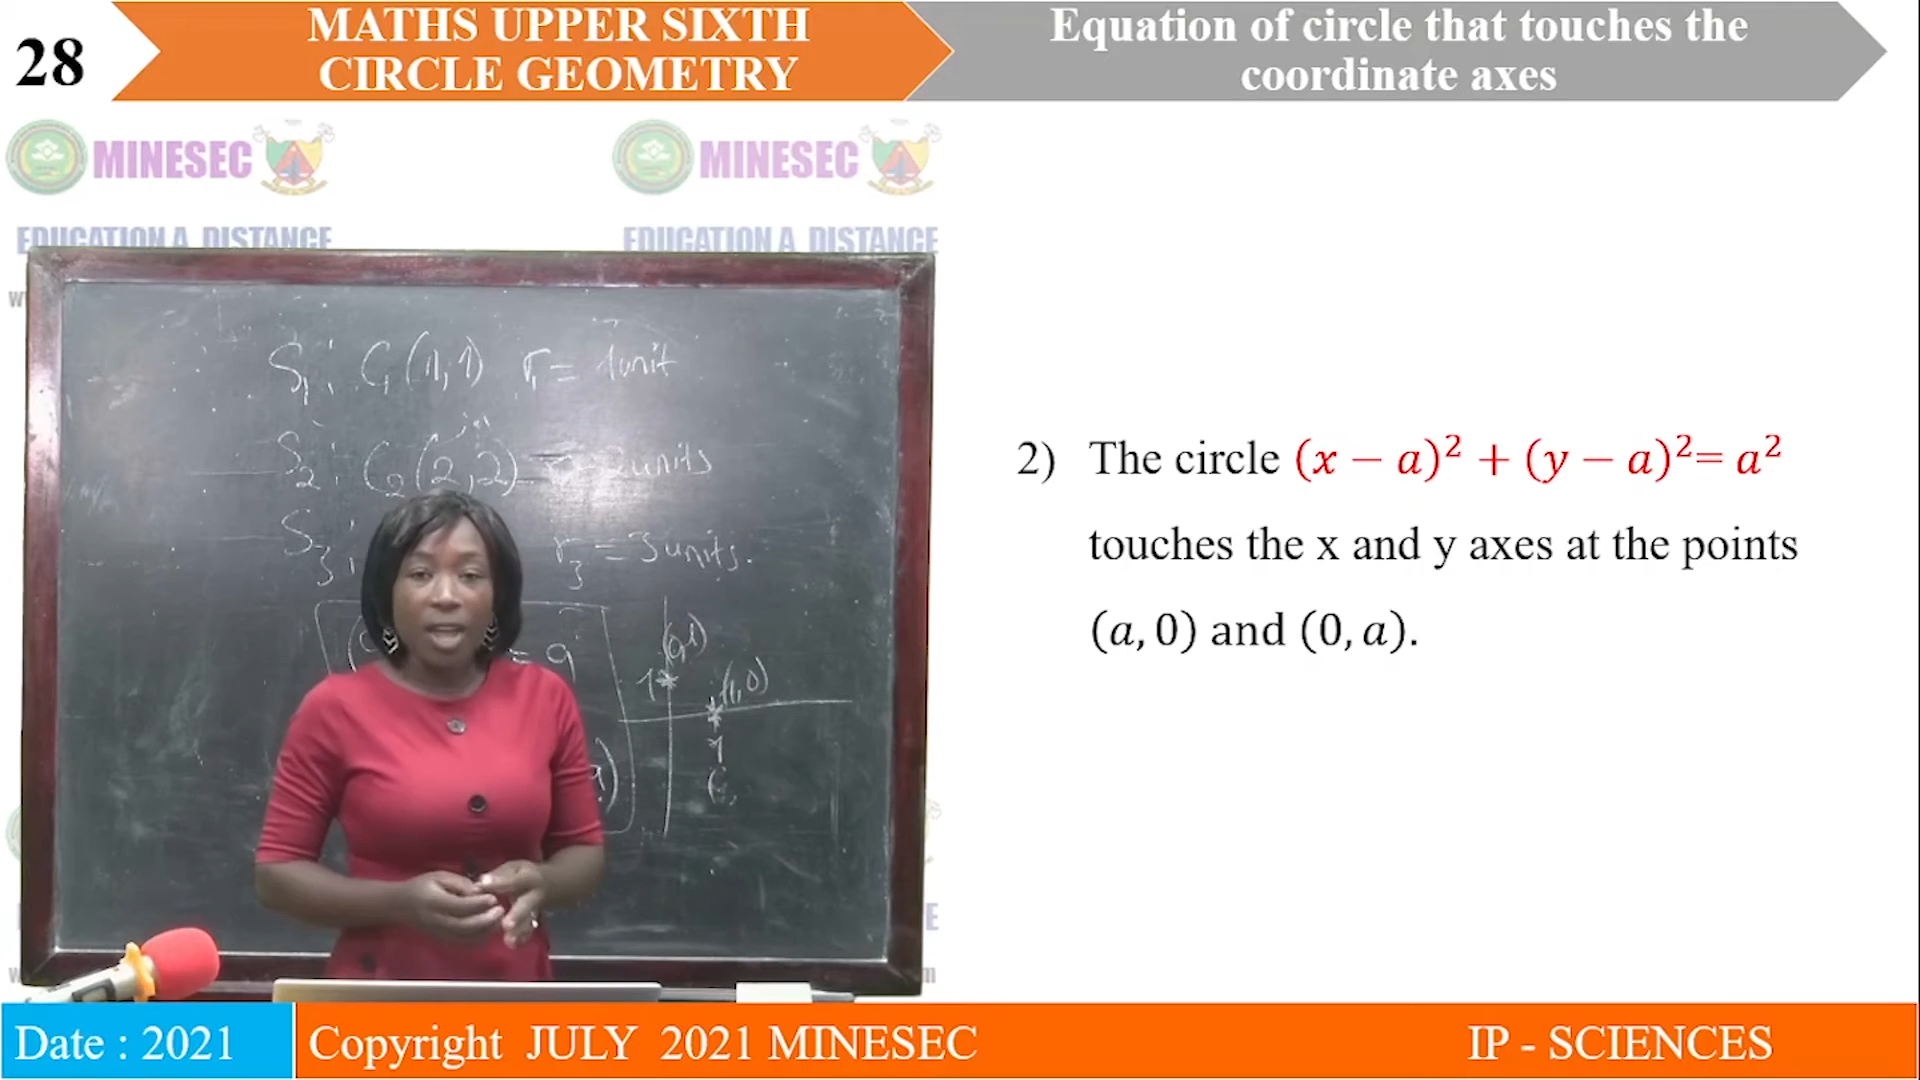 28
MATHS UPPER SIXTH
CIRCLE GEOMETRY
Equation of circle that touches the
coordinate axes
MINESEC
MINESEC
EDUCATION A DISTANCE
EDUCATION A DISTANCE
S₁: C₁(1,1) r₁ = 1unit
S₂: C₂(2,2) 2units
S₃: r₃ = 3units.
= 9
(0,1)
1
(1,0)
1
2) The circle (x − a)² + (y − a)²= a²
touches the x and y axes at the points
(a, 0) and (0, a).
Date : 2021
Copyright JULY 2021 MINESEC
IP - SCIENCES